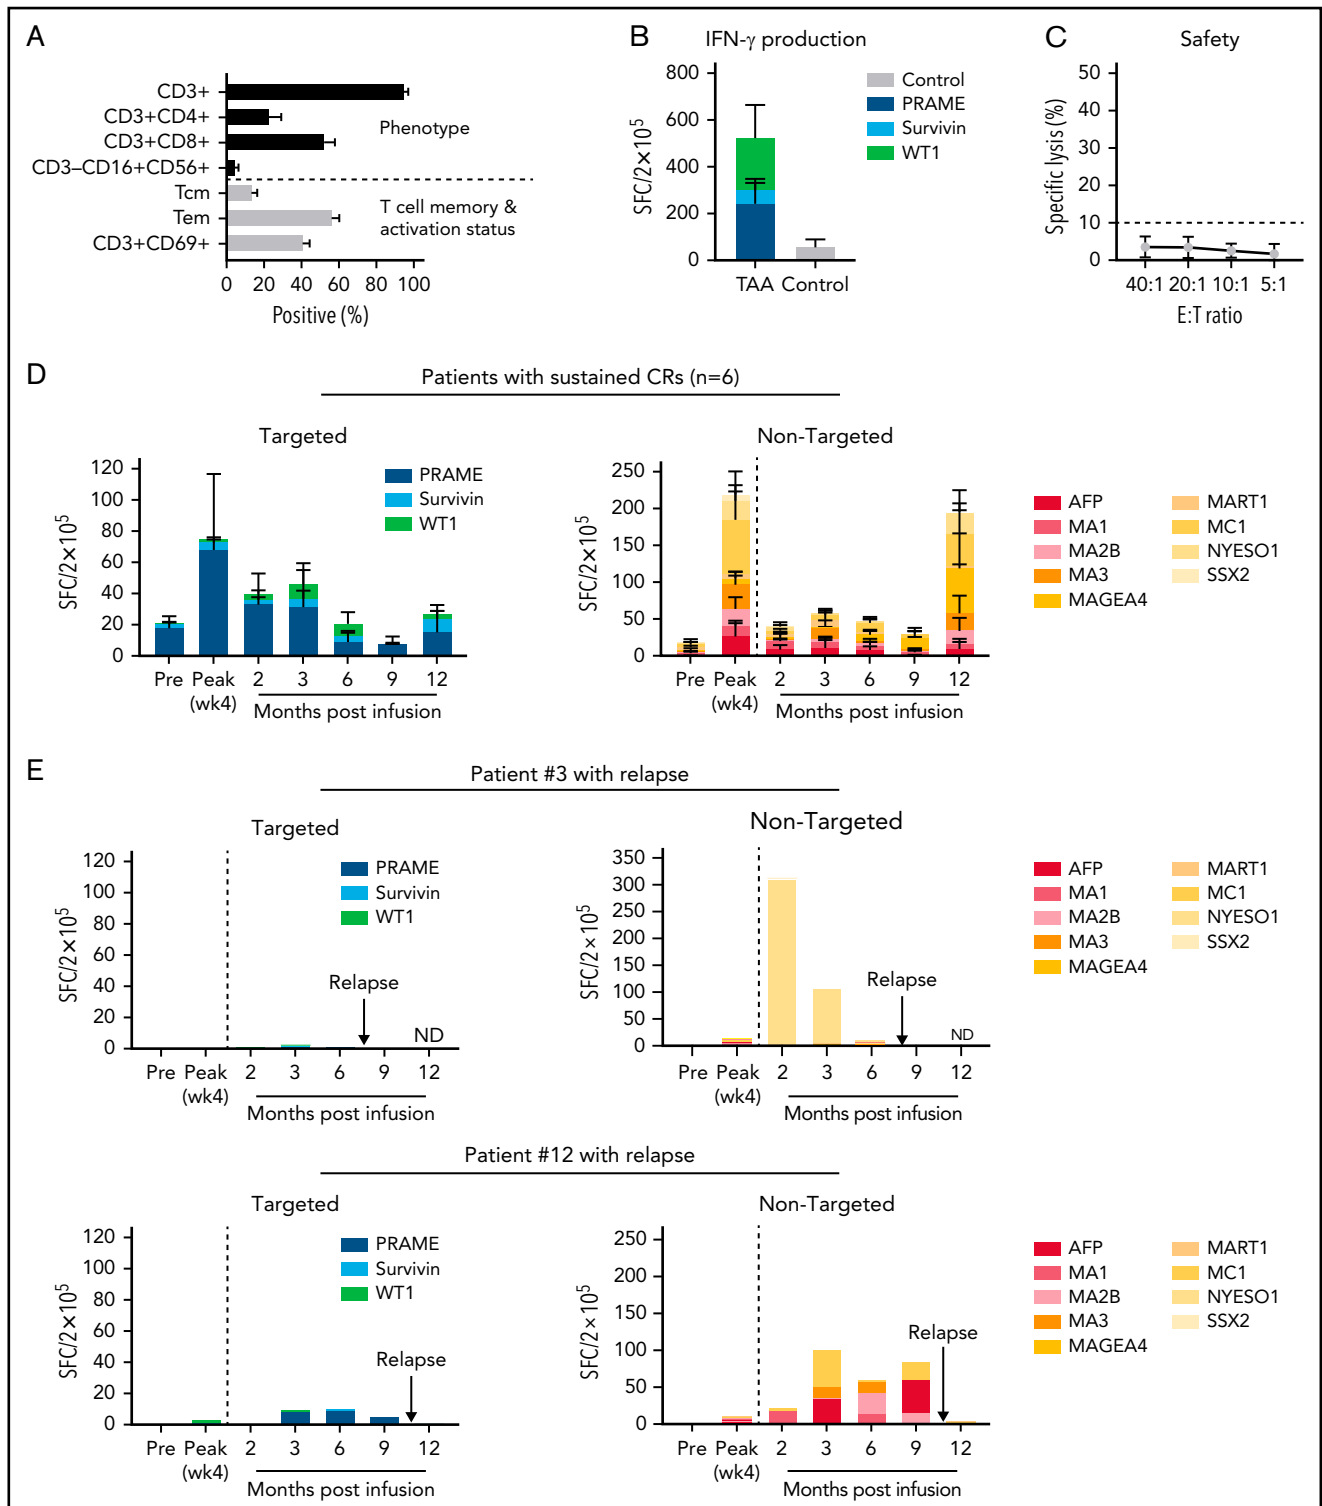 A
CD3+
CD3+CD4+
CD3+CD8+
CD3–CD16+CD56+
Tcm
Tem
CD3+CD69+
Phenotype
T cell memory &
activation status
0 20 40 60 80 100
Positive (%)
B
IFN-γ production
800
600
400
200
0
SFC/2×10⁵
TAA Control
Control
PRAME
Survivin
WT1
C
Safety
50
40
30
20
10
0
Specific lysis (%)
40:1 20:1 10:1 5:1
E:T ratio
D
Patients with sustained CRs (n=6)
Targeted
120
100
80
60
40
20
0
SFC/2×10⁵
PRAME
Survivin
WT1
Pre Peak 2 3 6 9 12
(wk4)
Months post infusion
Non-Targeted
250
200
150
100
50
0
SFC/2×10⁵
Pre Peak 2 3 6 9 12
(wk4)
Months post infusion
AFP
MA1
MA2B
MA3
MAGEA4
MART1
MC1
NYESO1
SSX2
E
Patient #3 with relapse
Targeted
120
100
80
60
40
20
0
SFC/2×10⁵
PRAME
Survivin
WT1
Relapse
ND
Pre Peak 2 3 6 9 12
(wk4)
Months post infusion
Non-Targeted
350
300
250
200
150
100
50
0
SFC/2×10⁵
Relapse
ND
Pre Peak 2 3 6 9 12
(wk4)
Months post infusion
AFP
MA1
MA2B
MA3
MAGEA4
MART1
MC1
NYESO1
SSX2
Patient #12 with relapse
Targeted
120
100
80
60
40
20
0
SFC/2×10⁵
PRAME
Survivin
WT1
Relapse
Pre Peak 2 3 6 9 12
(wk4)
Months post infusion
Non-Targeted
250
200
150
100
50
0
SFC/2×10⁵
Relapse
Pre Peak 2 3 6 9 12
(wk4)
Months post infusion
AFP
MA1
MA2B
MA3
MAGEA4
MART1
MC1
NYESO1
SSX2